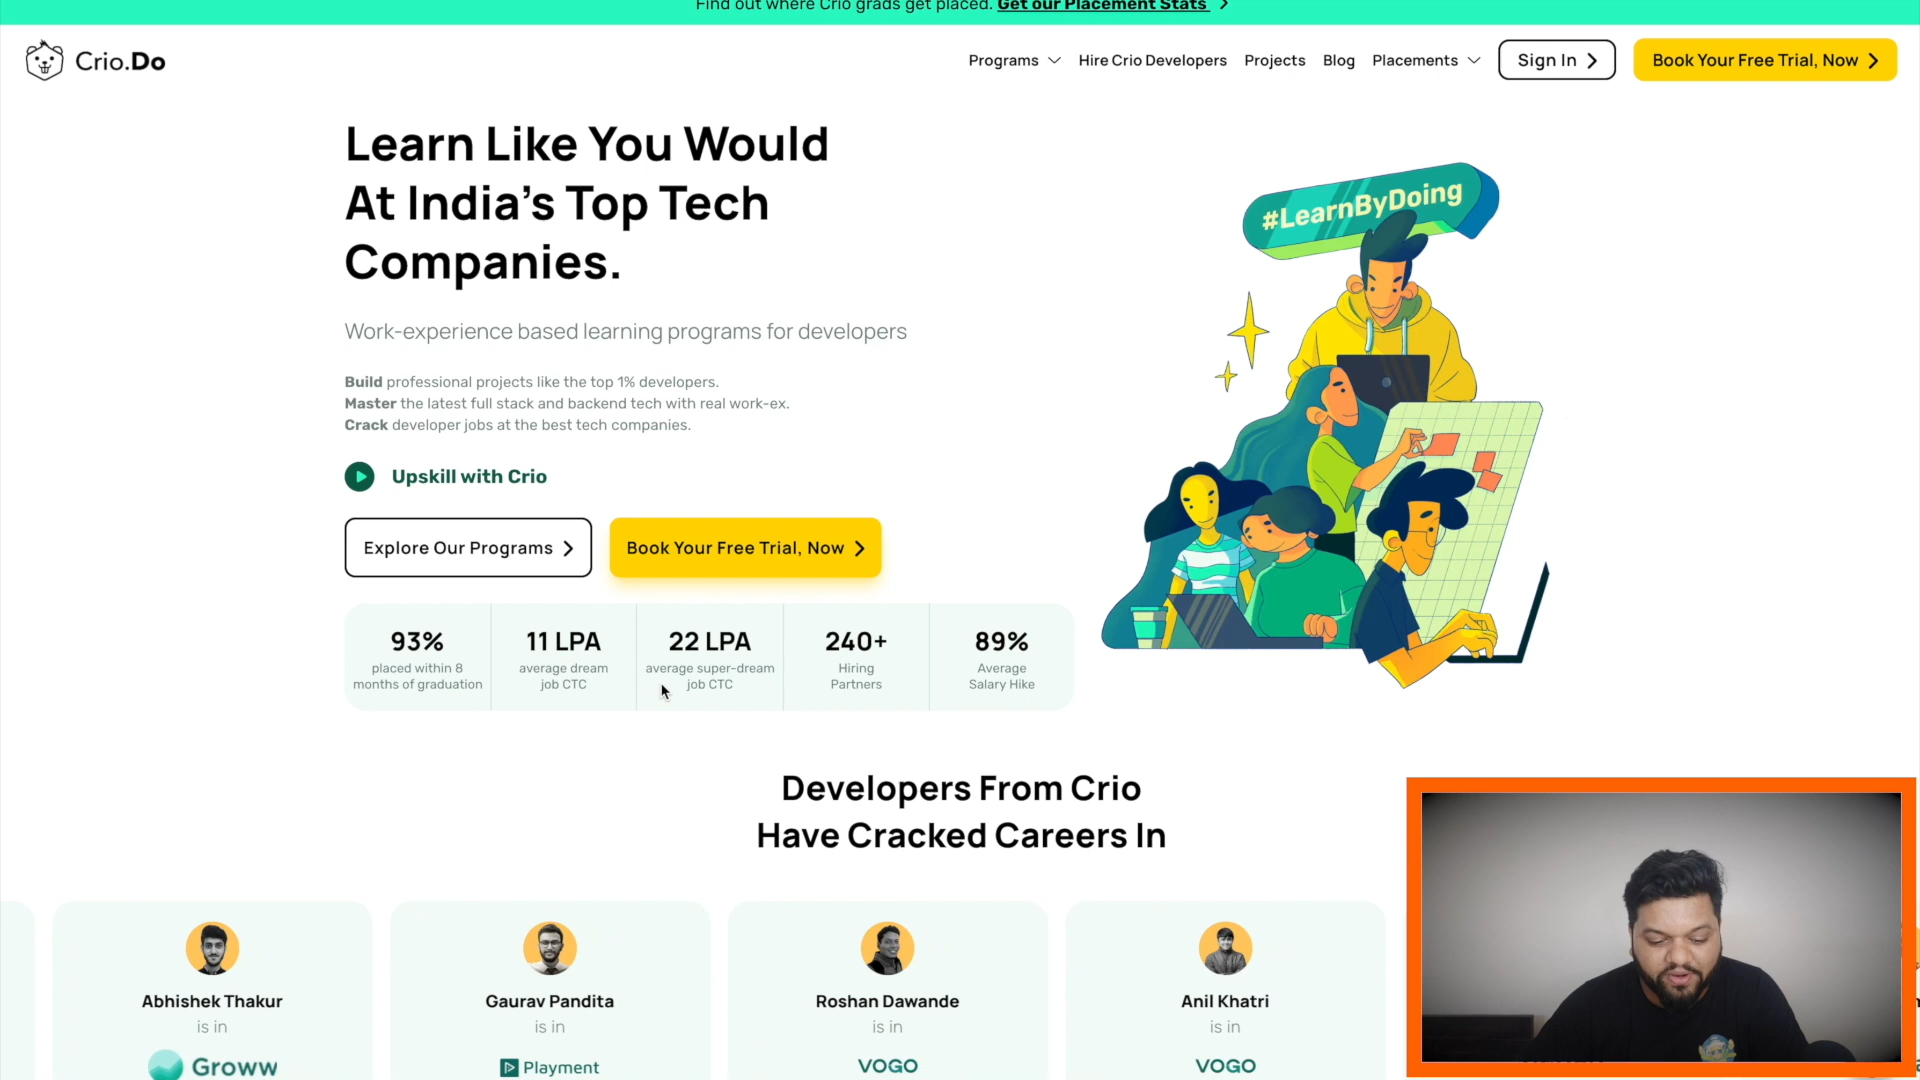 Find out where Crio grads get placed. Get our Placement Stats
Crio.Do
Programs
Hire Crio Developers
Projects
Blog
Placements
Sign In
Book Your Free Trial, Now
Learn Like You Would
At India's Top Tech
Companies.
#LearnByDoing
Work-experience based learning programs for developers
Build professional projects like the top 1% developers.
Master the latest full stack and backend tech with real work-ex.
Crack developer jobs at the best tech companies.
Upskill with Crio
Explore Our Programs
Book Your Free Trial, Now
93%
placed within 8
months of graduation
11 LPA
average dream
job CTC
22 LPA
average super-dream
job CTC
240+
Hiring
Partners
89%
Average
Salary Hike
Developers From Crio
Have Cracked Careers In
Abhishek Thakur
is in
Groww
Gaurav Pandita
is in
Playment
Roshan Dawande
is in
VOGO
Anil Khatri
is in
VOGO